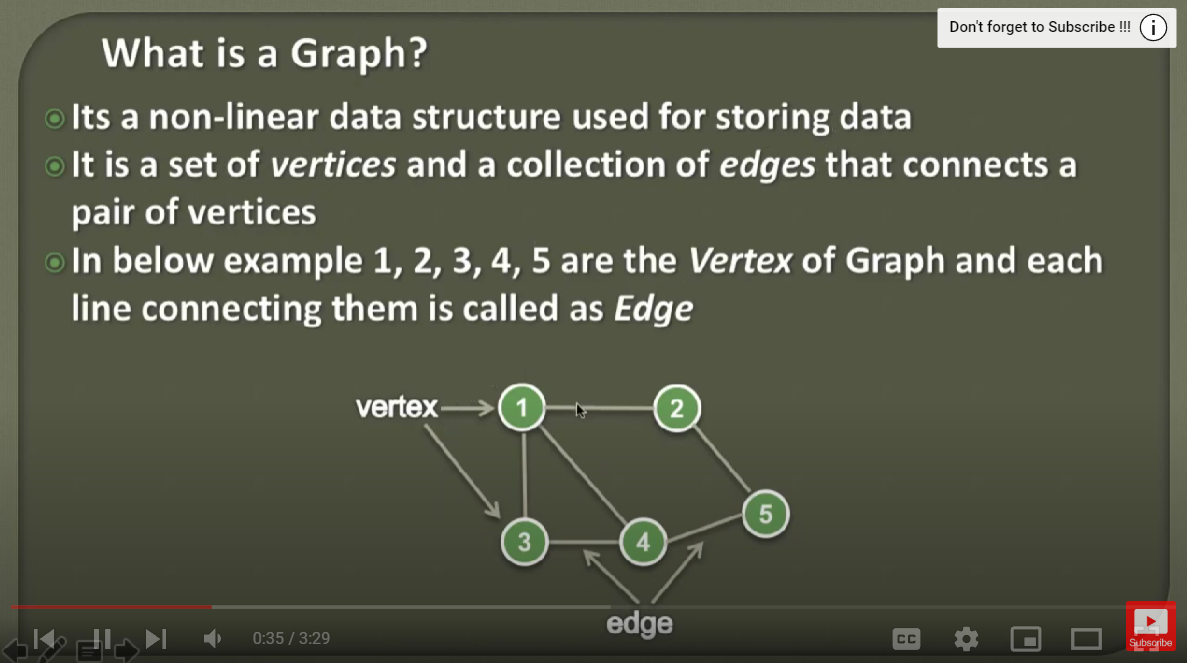 Don't forget to Subscribe !!!
What is a Graph?
Its a non-linear data structure used for storing data
It is a set of vertices and a collection of edges that connects a
pair of vertices
In below example 1, 2, 3, 4, 5 are the Vertex of Graph and each
line connecting them is called as Edge
vertex
1
2
5
3
4
edge
0:35 / 3:29
CC
Subscribe